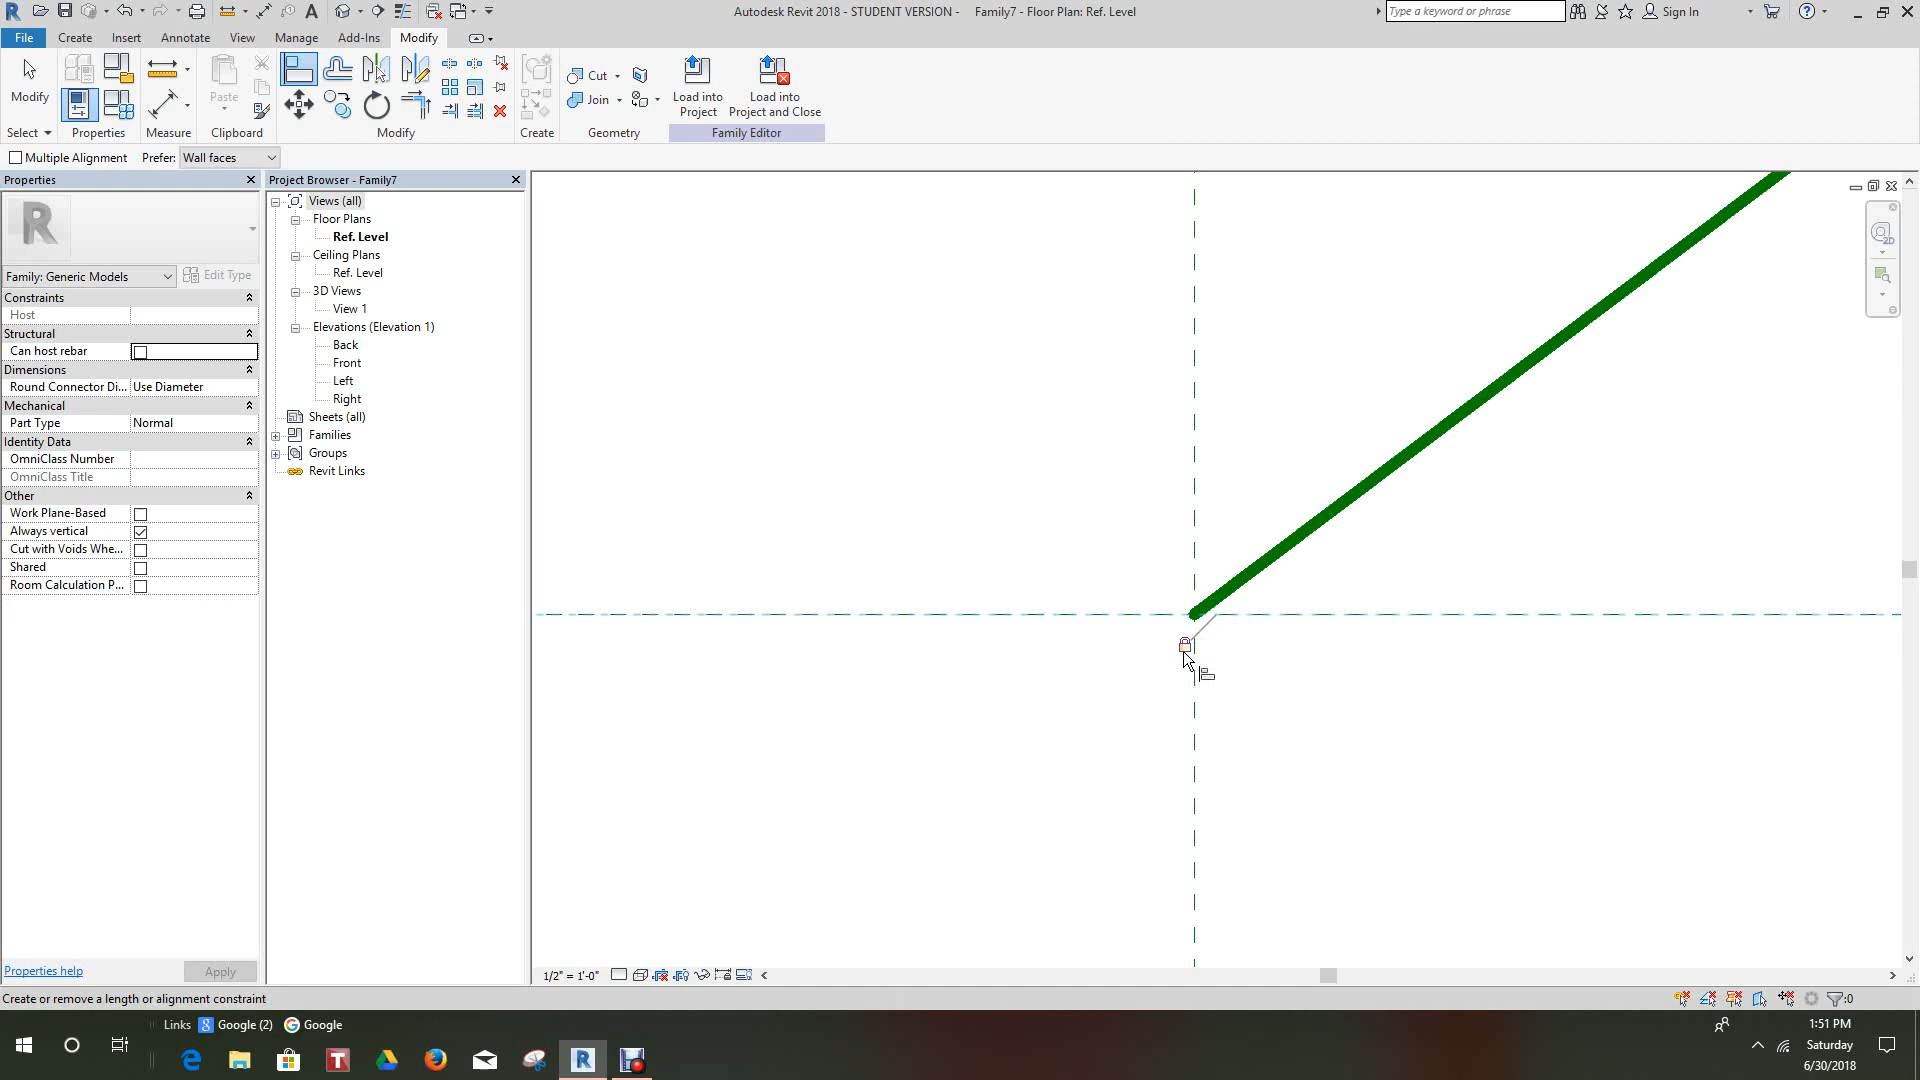 Autodesk Revit 2018 - STUDENT VERSION - Family7 - Floor Plan: Ref. Level
Type a keyword or phrase
Sign In
File Create Insert Annotate View Manage Add-Ins Modify
Modify
Paste
Cut
Join
Load into Project
Load into Project and Close
Select Properties Measure Clipboard Modify Create Geometry Family Editor
Multiple Alignment Prefer: Wall faces
Properties
Project Browser - Family7
R
Family: Generic Models
Edit Type
Constraints
Host
Structural
Can host rebar
Dimensions
Round Connector Di... Use Diameter
Mechanical
Part Type Normal
Identity Data
OmniClass Number
OmniClass Title
Other
Work Plane-Based
Always vertical
Cut with Voids Whe...
Shared
Room Calculation P...
Properties help
Apply
Views (all)
Floor Plans
Ref. Level
Ceiling Plans
Ref. Level
3D Views
View 1
Elevations (Elevation 1)
Back
Front
Left
Right
Sheets (all)
Families
Groups
Revit Links
2D
1/2" = 1'-0"
Create or remove a length or alignment constraint
:0
Links Google (2) Google
1:51 PM
Saturday
6/30/2018